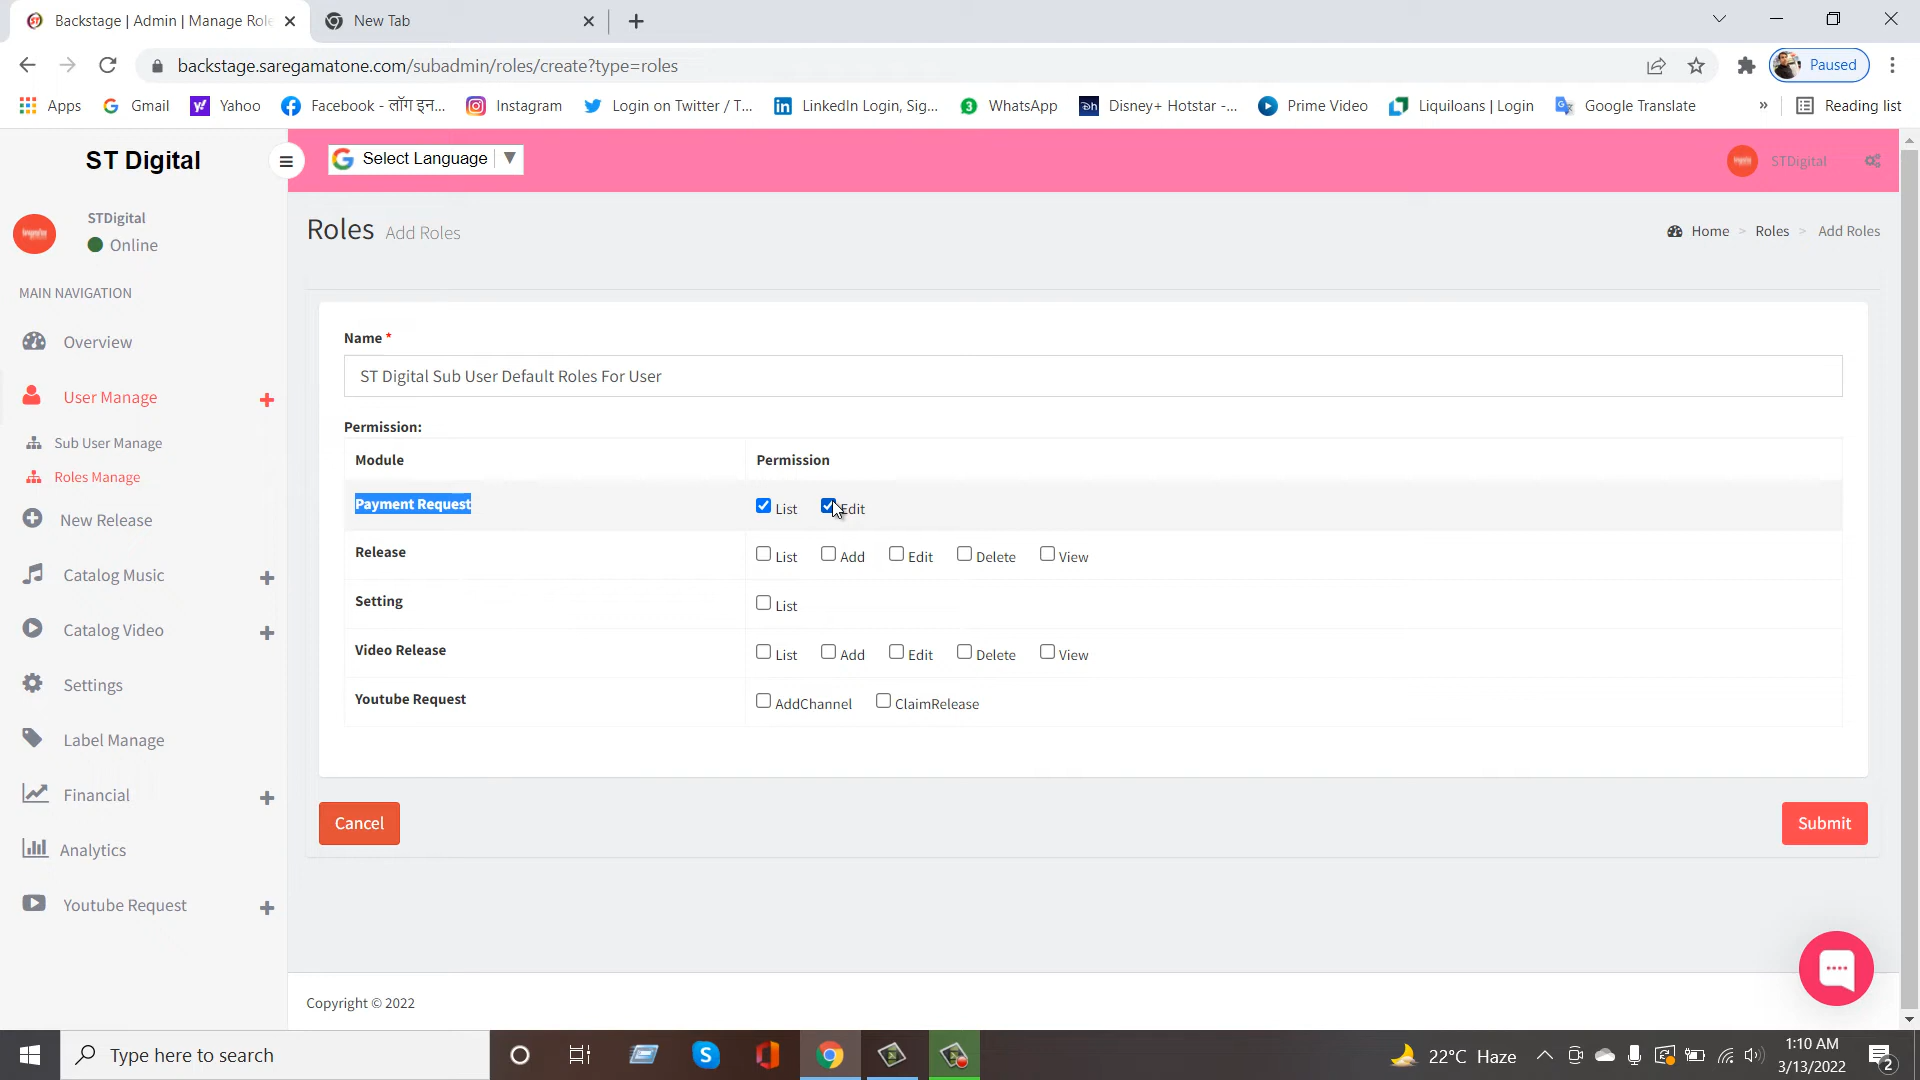 Backstage | Admin | Manage Role
New Tab
backstage.saregamatone.com/subadmin/roles/create?type=roles
Paused
Apps
Gmail
Yahoo
Facebook - लॉग इन...
Instagram
Login on Twitter / T...
LinkedIn Login, Sig...
WhatsApp
Disney+ Hotstar -...
Prime Video
Liquiloans | Login
Google Translate
»
Reading list
ST Digital
Select Language
STDigital
STDigital
Online
Roles Add Roles
Home > Roles > Add Roles
MAIN NAVIGATION
Overview
User Manage
Sub User Manage
Roles Manage
New Release
Catalog Music
Catalog Video
Settings
Label Manage
Financial
Analytics
Youtube Request
Name *
ST Digital Sub User Default Roles For User
Permission:
Module Permission
Payment Request List Edit
Release List Add Edit Delete View
Setting List
Video Release List Add Edit Delete View
Youtube Request AddChannel ClaimRelease
Cancel
Submit
Copyright © 2022
Type here to search
22°C Haze
1:10 AM
3/13/2022
2